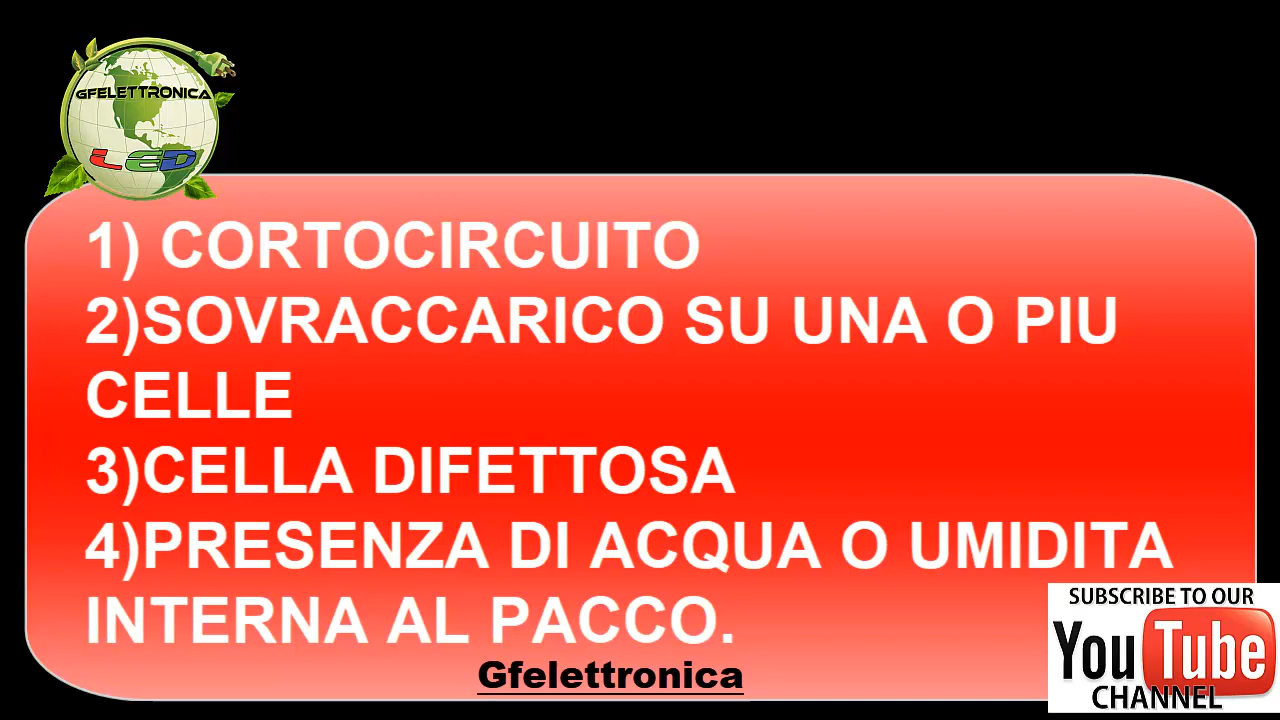 GFELETTRONICA
LED
1) CORTOCIRCUITO
2)SOVRACCARICO SU UNA O PIU
CELLE
3)CELLA DIFETTOSA
4)PRESENZA DI ACQUA O UMIDITA
INTERNA AL PACCO.
Gfelettronica
SUBSCRIBE TO OUR
YouTube
CHANNEL